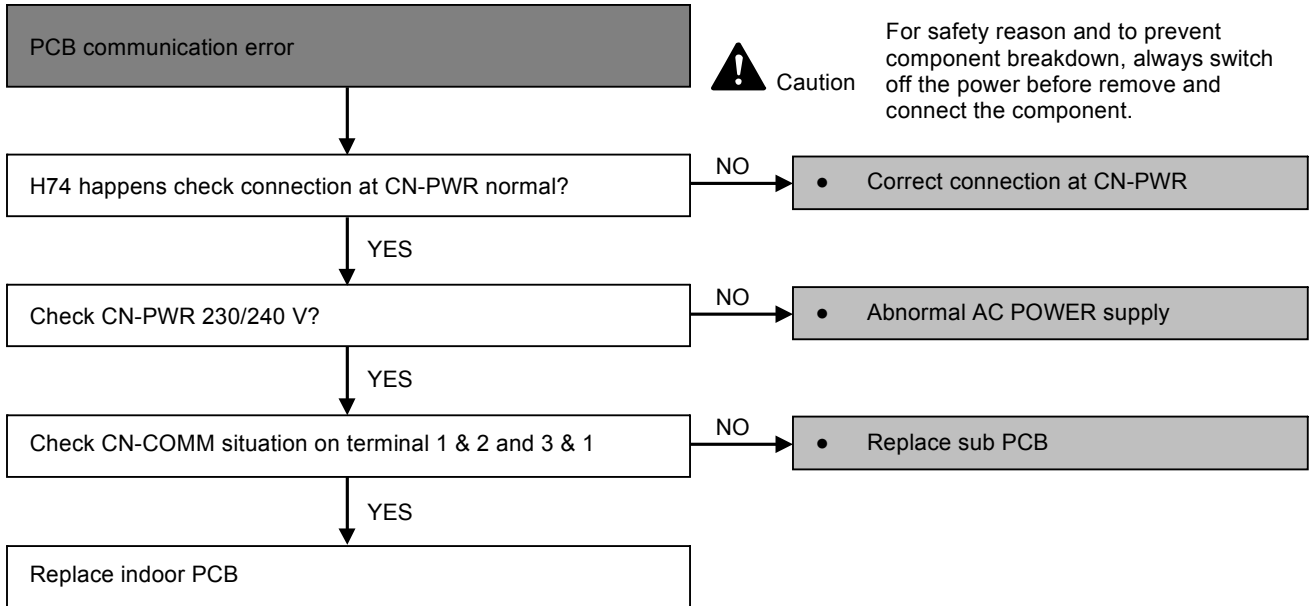 PCB communication error
Caution
For safety reason and to prevent
component breakdown, always switch
off the power before remove and
connect the component.
H74 happens check connection at CN-PWR normal?
NO
● Correct connection at CN-PWR
YES
Check CN-PWR 230/240 V?
NO
● Abnormal AC POWER supply
YES
Check CN-COMM situation on terminal 1 & 2 and 3 & 1
NO
● Replace sub PCB
YES
Replace indoor PCB